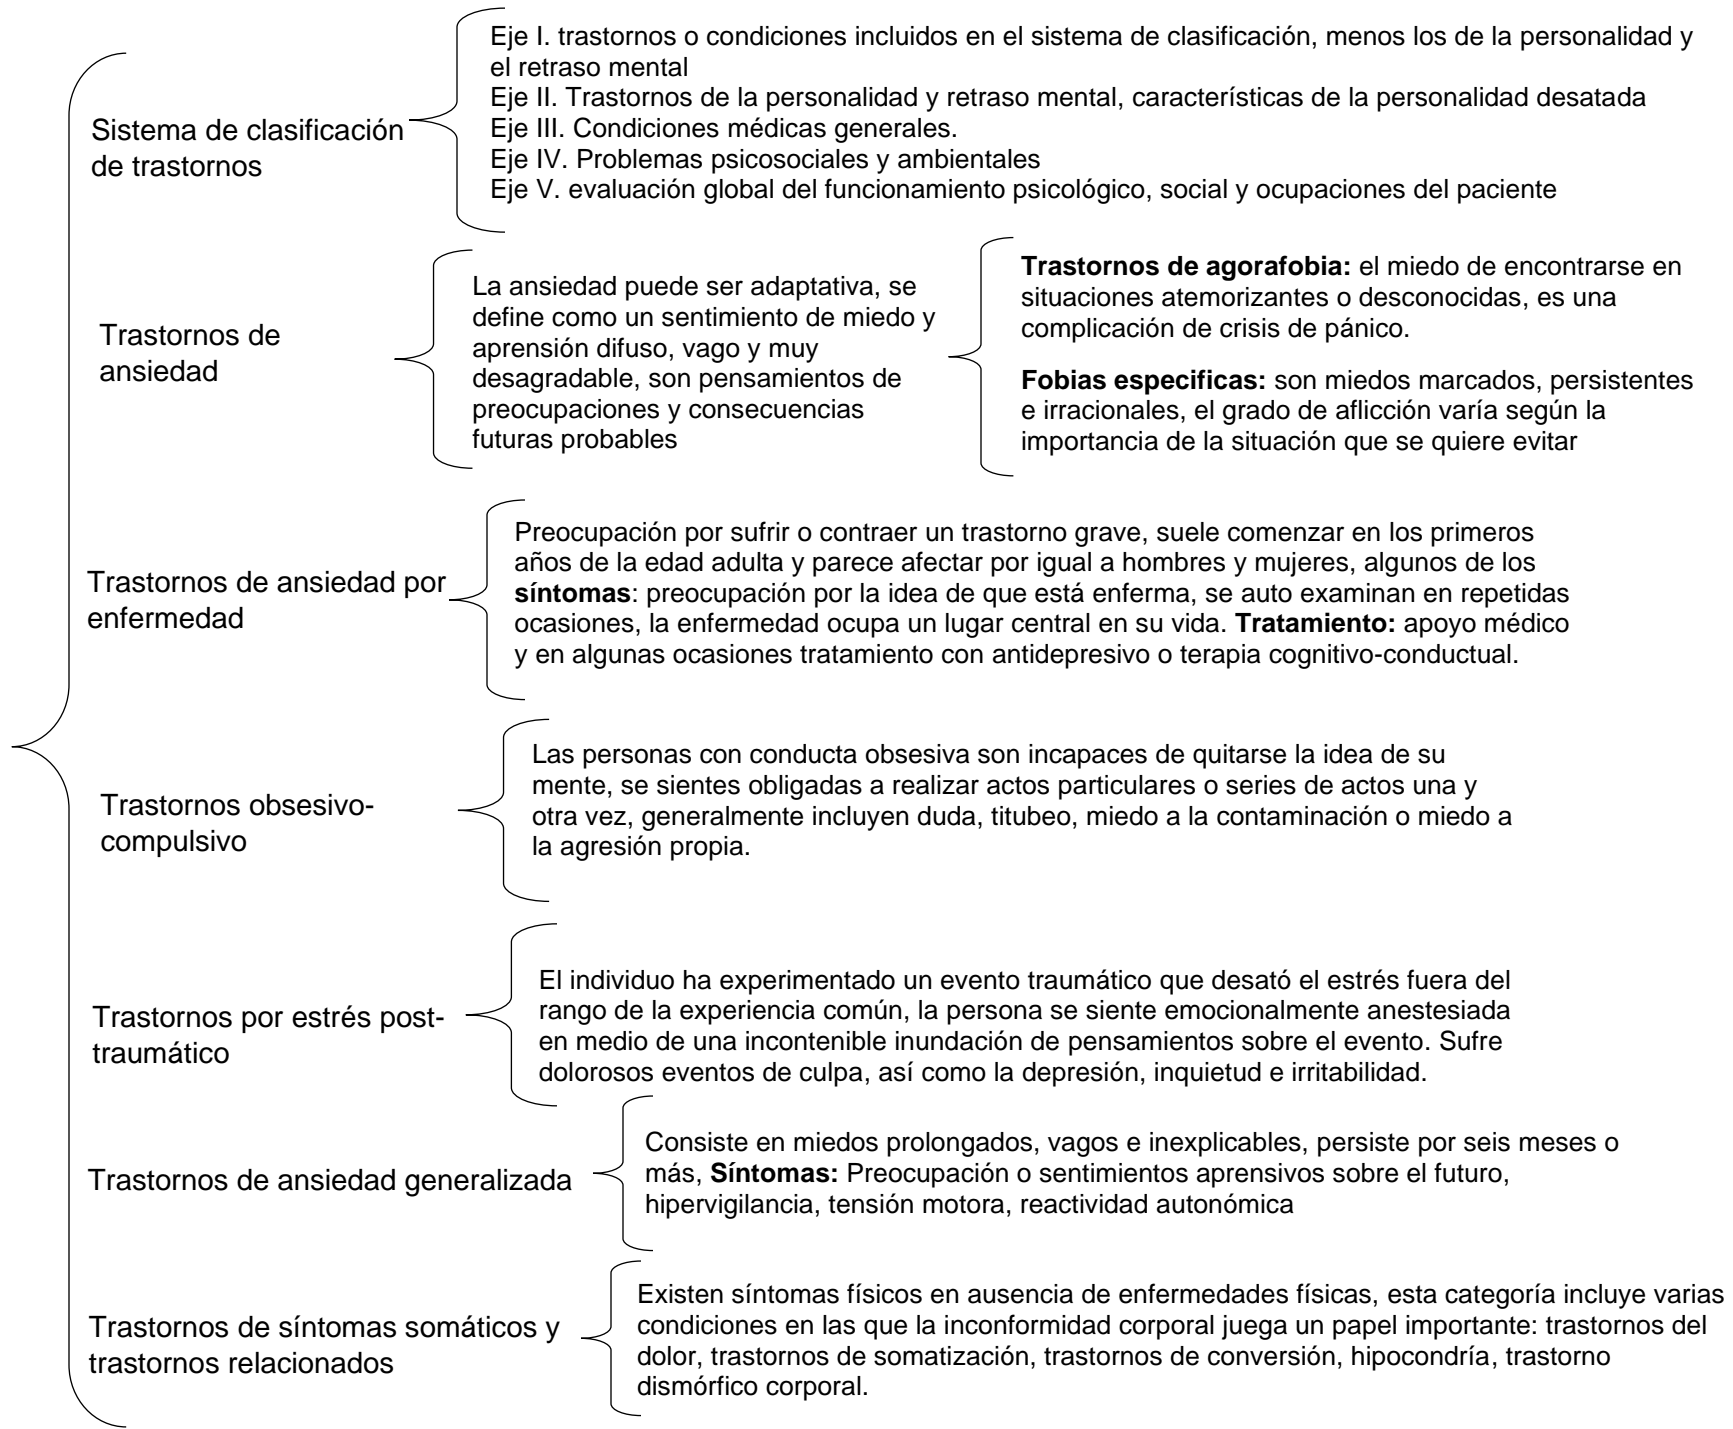 Sistema de clasificación
de trastornos
Eje I. trastornos o condiciones incluidos en el sistema de clasificación, menos los de la personalidad y
el retraso mental
Eje II. Trastornos de la personalidad y retraso mental, características de la personalidad desatada
Eje III. Condiciones médicas generales.
Eje IV. Problemas psicosociales y ambientales
Eje V. evaluación global del funcionamiento psicológico, social y ocupaciones del paciente
Trastornos de
ansiedad
La ansiedad puede ser adaptativa, se
define como un sentimiento de miedo y
aprensión difuso, vago y muy
desagradable, son pensamientos de
preocupaciones y consecuencias
futuras probables
Trastornos de agorafobia: el miedo de encontrarse en
situaciones atemorizantes o desconocidas, es una
complicación de crisis de pánico.
Fobias especificas: son miedos marcados, persistentes
e irracionales, el grado de aflicción varía según la
importancia de la situación que se quiere evitar
Trastornos de ansiedad por
enfermedad
Preocupación por sufrir o contraer un trastorno grave, suele comenzar en los primeros
años de la edad adulta y parece afectar por igual a hombres y mujeres, algunos de los
síntomas: preocupación por la idea de que está enferma, se auto examinan en repetidas
ocasiones, la enfermedad ocupa un lugar central en su vida. Tratamiento: apoyo médico
y en algunas ocasiones tratamiento con antidepresivo o terapia cognitivo-conductual.
Trastornos obsesivo-
compulsivo
Las personas con conducta obsesiva son incapaces de quitarse la idea de su
mente, se sientes obligadas a realizar actos particulares o series de actos una y
otra vez, generalmente incluyen duda, titubeo, miedo a la contaminación o miedo a
la agresión propia.
Trastornos por estrés post-
traumático
El individuo ha experimentado un evento traumático que desató el estrés fuera del
rango de la experiencia común, la persona se siente emocionalmente anestesiada
en medio de una incontenible inundación de pensamientos sobre el evento. Sufre
dolorosos eventos de culpa, así como la depresión, inquietud e irritabilidad.
Trastornos de ansiedad generalizada
Consiste en miedos prolongados, vagos e inexplicables, persiste por seis meses o
más, Síntomas: Preocupación o sentimientos aprensivos sobre el futuro,
hipervigilancia, tensión motora, reactividad autonómica
Trastornos de síntomas somáticos y
trastornos relacionados
Existen síntomas físicos en ausencia de enfermedades físicas, esta categoría incluye varias
condiciones en las que la inconformidad corporal juega un papel importante: trastornos del
dolor, trastornos de somatización, trastornos de conversión, hipocondría, trastorno
dismórfico corporal.